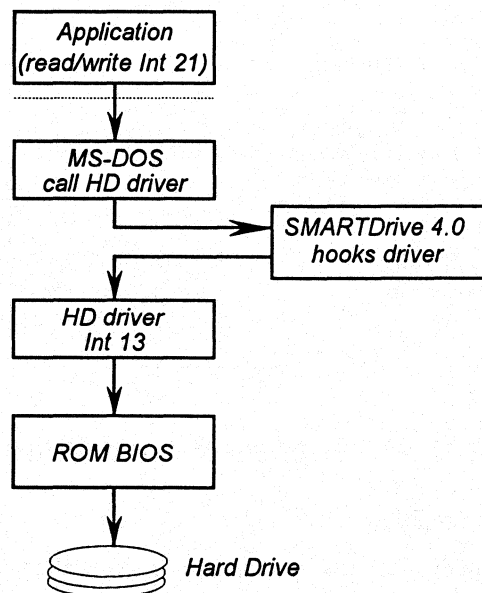 Application
(read/write Int 21)
MS-DOS
call HD driver
SMARTDrive 4.0
hooks driver
HD driver
Int 13
ROM BIOS
Hard Drive